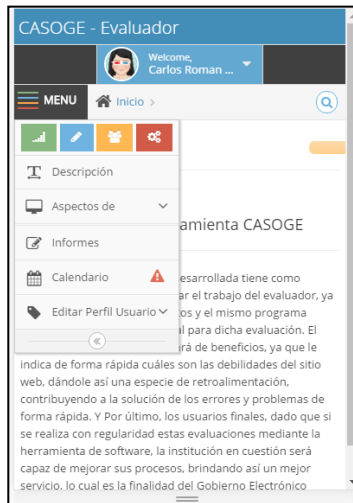 CASOGE - Evaluador
Welcome,
Carlos Roman ...
MENU
Inicio >
Descripción
Aspectos de
amienta CASOGE
Informes
Calendario
esarrollada tiene como
ar el trabajo del evaluador, ya
Editar Perfil Usuario
os y el mismo programa
al para dicha evaluación. El
rá de beneficios, ya que le
indica de forma rápida cuáles son las debilidades del sitio
web, dándole así una especie de retroalimentación,
contribuyendo a la solución de los errores y problemas de
forma rápida. Y Por último, los usuarios finales, dado que si
se realiza con regularidad estas evaluaciones mediante la
herramienta de software, la institución en cuestión será
capaz de mejorar sus procesos, brindando así un mejor
servicio, lo cual es la finalidad del Gobierno Electrónico